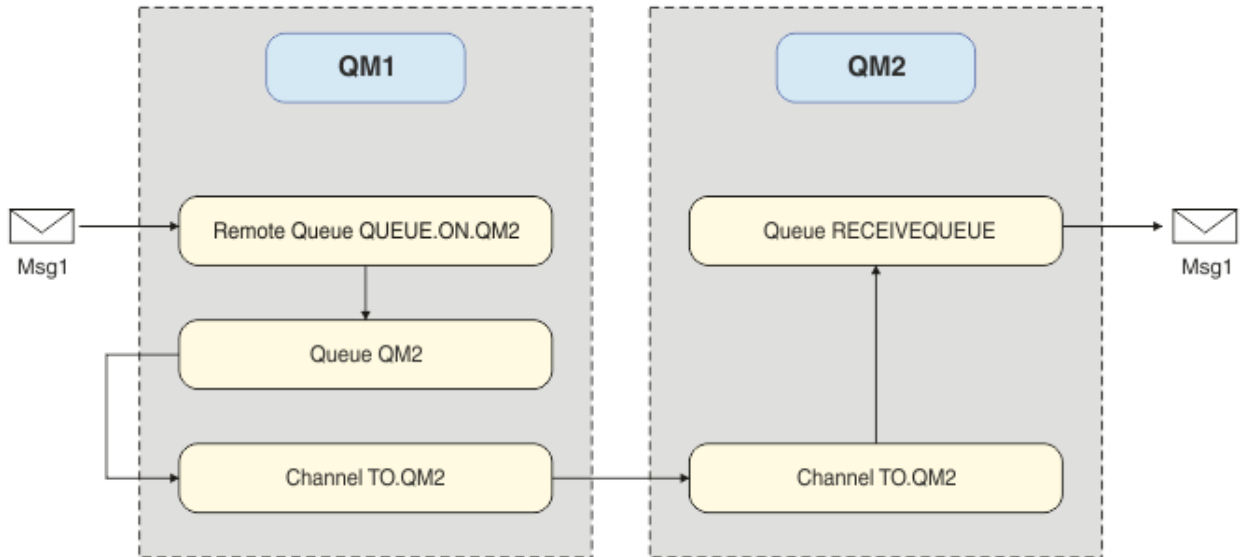 QM1
QM2
Msg1
Remote Queue QUEUE.ON.QM2
Queue RECEIVEQUEUE
Msg1
Queue QM2
Channel TO.QM2
Channel TO.QM2